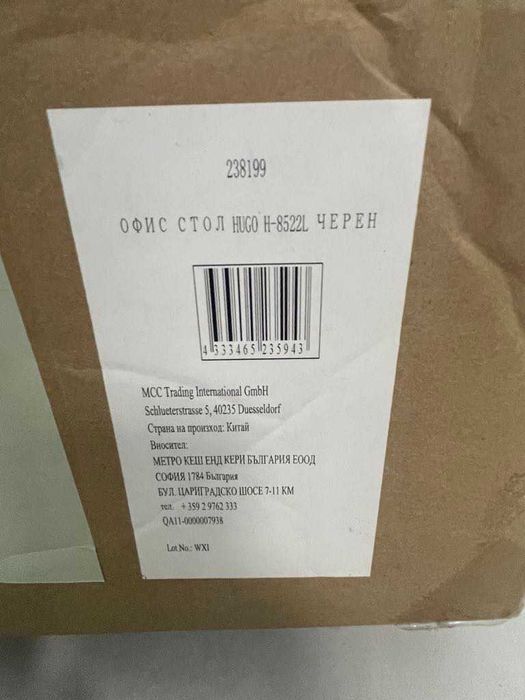 238199
ОФИС СТОЛ HUGO H-8522L ЧЕРЕН
4 333465 235943
MCC Trading International GmbH
Schlueterstrasse 5, 40235 Duesseldorf
Страна на произход: Китай
Вносител:
МЕТРО КЕШ ЕНД КЕРИ БЪЛГАРИЯ ЕООД
СОФИЯ 1784 България
БУЛ. ЦАРИГРАДСКО ШОСЕ 7-11 КМ
тел. + 359 2 9762 333
QA11-0000007938
Lot No.: WXI